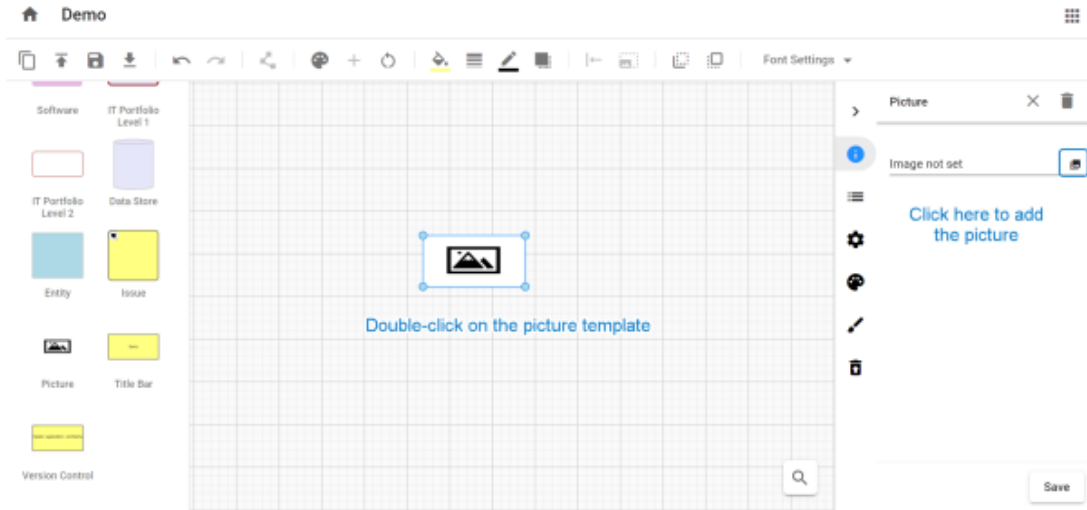 Demo
Font Settings
Software
IT Portfolio
Level 1
IT Portfolio
Level 2
Data Store
Entity
Issue
Picture
Title Bar
Version Control
Double-click on the picture template
Picture
Image not set
Click here to add
the picture
Save